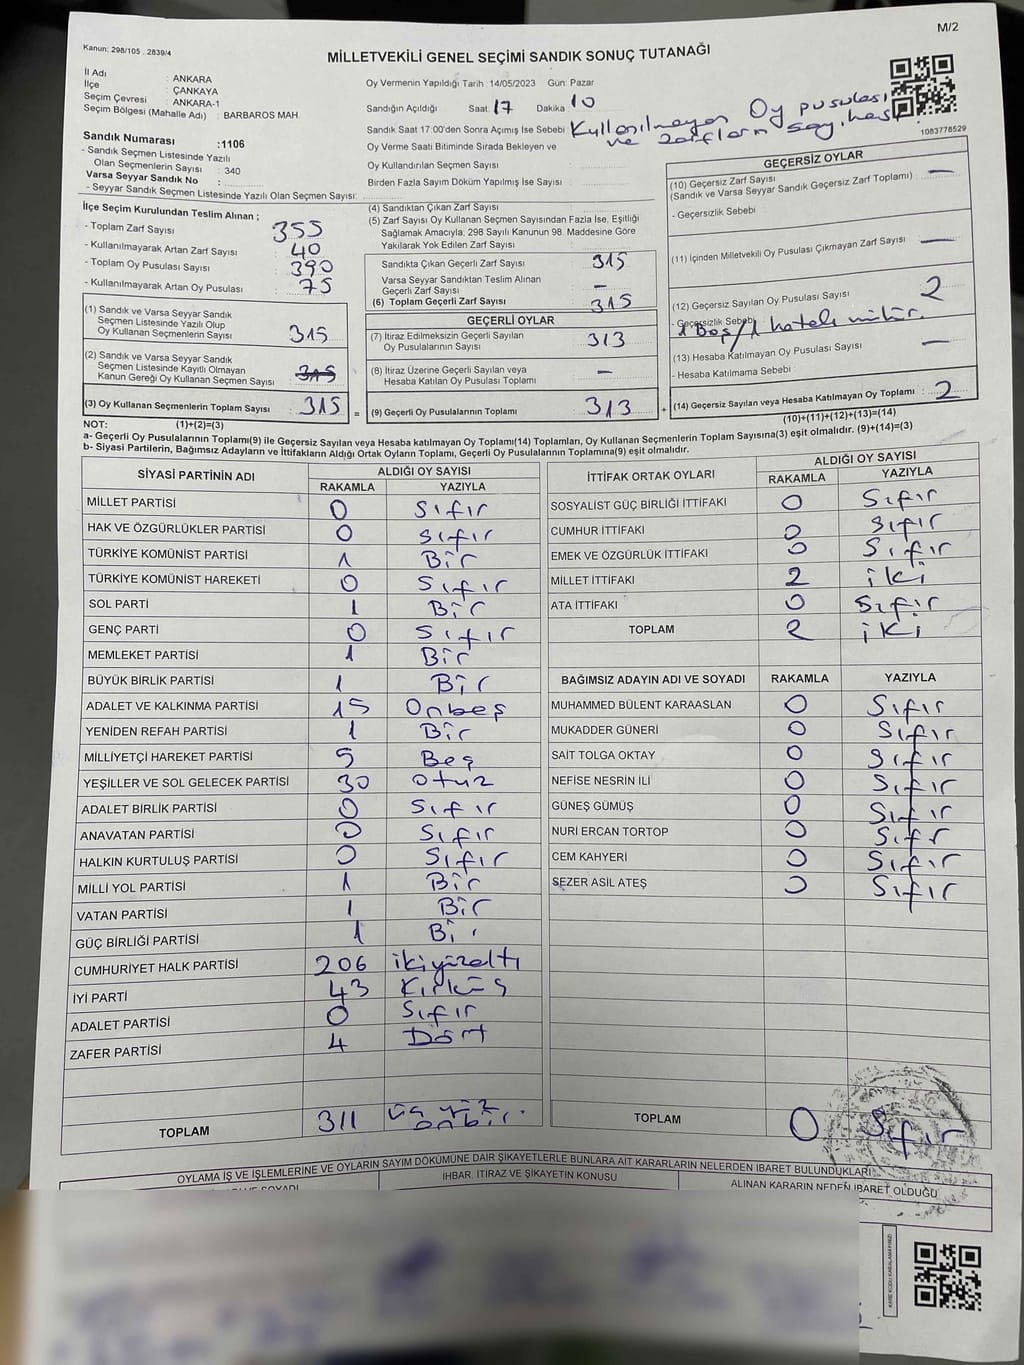 M/2
Kanun: 298/105 . 2839/4
MİLLETVEKİLİ GENEL SEÇİMİ SANDIK SONUÇ TUTANAĞI
İl Adı : ANKARA
İlçe : ÇANKAYA
Seçim Çevresi : ANKARA-1
Seçim Bölgesi (Mahalle Adı) : BARBAROS MAH
Sandık Numarası :1106
- Sandık Seçmen Listesinde Yazılı
Olan Seçmenlerin Sayısı : 340
Varsa Seyyar Sandık No :
- Seyyar Sandık Seçmen Listesinde Yazılı Olan Seçmen Sayısı:
Oy Vermenin Yapıldığı Tarih 14/05/2023 Gün: Pazar
Sandığın Açıldığı Saat: 17 Dakika: 10
Sandık Saat 17:00'den Sonra Açımış İse Sebebi Kullanılmayan Oy pusulası
ve zarfların sayılması
Oy Verme Saati Bitiminde Sırada Bekleyen ve
Oy Kullandırılan Seçmen Sayısı
Birden Fazla Sayım Döküm Yapılmış İse Sayısı
1083778529
İlçe Seçim Kurulundan Teslim Alınan ;
- Toplam Zarf Sayısı 355
- Kullanılmayarak Artan Zarf Sayısı 40
- Toplam Oy Pusulası Sayısı 390
- Kullanılmayarak Artan Oy Pusulası 75
(1) Sandık ve Varsa Seyyar Sandık
Seçmen Listesinde Yazılı Olup
Oy Kullanan Seçmenlerin Sayısı 315
(2) Sandık ve Varsa Seyyar Sandık
Seçmen Listesinde Kayıtlı Olmayan
Kanun Gereği Oy Kullanan Seçmen Sayısı : 315
(3) Oy Kullanan Seçmenlerin Toplam Sayısı : 315 =
(4) Sandıktan Çıkan Zarf Sayısı
(5) Zarf Sayısı Oy Kullanan Seçmen Sayısından Fazla İse, Eşitliği
Sağlamak Amacıyla; 298 Sayılı Kanunun 98. Maddesine Göre
Yakılarak Yok Edilen Zarf Sayısı :
Sandıkta Çıkan Geçerli Zarf Sayısı 315
Varsa Seyyar Sandıktan Teslim Alınan
Geçerli Zarf Sayısı : –
(6) Toplam Geçerli Zarf Sayısı 315
GEÇERLİ OYLAR
(7) İtiraz Edilmeksizin Geçerli Sayılan
Oy Pusulalarının Sayısı 313
(8) İtiraz Üzerine Geçerli Sayılan veya
Hesaba Katılan Oy Pusulası Toplamı –
(9) Geçerli Oy Pusulalarının Toplamı 313 +
GEÇERSİZ OYLAR
(10) Geçersiz Zarf Sayısı –
(Sandık ve Varsa Seyyar Sandık Geçersiz Zarf Toplamı)
- Geçersizlik Sebebi
(11) İçinden Milletvekili Oy Pusulası Çıkmayan Zarf Sayısı –
(12) Geçersiz Sayılan Oy Pusulası Sayısı 2
- Geçersizlik Sebebi 1 Boş/1 hatalı mühür.
(13) Hesaba Katılmayan Oy Pusulası Sayısı –
- Hesaba Katılmama Sebebi
(14) Geçersiz Sayılan veya Hesaba Katılmayan Oy Toplamı : 2
NOT: (1)+(2)=(3)
(10)+(11)+(12)+(13)=(14)
a- Geçerli Oy Pusulalarının Toplamı(9) ile Geçersiz Sayılan veya Hesaba katılmayan Oy Toplamı(14) Toplamları, Oy Kullanan Seçmenlerin Toplam Sayısına(3) eşit olmalıdır. (9)+(14)=(3)
b- Siyasi Partilerin, Bağımsız Adayların ve İttifakların Aldığı Ortak Oyların Toplamı, Geçerli Oy Pusulalarının Toplamına(9) eşit olmalıdır.
SİYASİ PARTİNİN ADI ALDIĞI OY SAYISI
RAKAMLA YAZIYLA
MİLLET PARTİSİ 0 Sıfır
HAK VE ÖZGÜRLÜKLER PARTİSİ 0 Sıfır
TÜRKİYE KOMÜNİST PARTİSİ 1 Bir
TÜRKİYE KOMÜNİST HAREKETİ 0 Sıfır
SOL PARTİ 1 Bir
GENÇ PARTİ 0 Sıfır
MEMLEKET PARTİSİ 1 Bir
BÜYÜK BİRLİK PARTİSİ 1 Bir
ADALET VE KALKINMA PARTİSİ 15 Onbeş
YENİDEN REFAH PARTİSİ 1 Bir
MİLLİYETÇİ HAREKET PARTİSİ 5 Beş
YEŞİLLER VE SOL GELECEK PARTİSİ 30 otuz
ADALET BİRLİK PARTİSİ 0 Sıfır
ANAVATAN PARTİSİ 0 Sıfır
HALKIN KURTULUŞ PARTİSİ 0 Sıfır
MİLLİ YOL PARTİSİ 1 Bir
VATAN PARTİSİ 1 Bir
GÜÇ BİRLİĞİ PARTİSİ 1 Bir
CUMHURİYET HALK PARTİSİ 206 ikiyüzaltı
İYİ PARTİ 43 Kırküç
ADALET PARTİSİ 0 Sıfır
ZAFER PARTİSİ 4 Dört
TOPLAM 311 üç yüz onbir.
İTTİFAK ORTAK OYLARI ALDIĞI OY SAYISI
RAKAMLA YAZIYLA
SOSYALİST GÜÇ BİRLİĞİ İTTİFAKI 0 Sıfır
CUMHUR İTTİFAKI 0 Sıfır
EMEK VE ÖZGÜRLÜK İTTİFAKI 0 Sıfır
MİLLET İTTİFAKI 2 iki
ATA İTTİFAKI 0 Sıfır
TOPLAM 2 iki
BAĞIMSIZ ADAYIN ADI VE SOYADI RAKAMLA YAZIYLA
MUHAMMED BÜLENT KARAASLAN 0 Sıfır
MUKADDER GÜNERİ 0 Sıfır
SAİT TOLGA OKTAY 0 Sıfır
NEFİSE NESRİN İLİ 0 Sıfır
GÜNEŞ GÜMÜŞ 0 Sıfır
NURİ ERCAN TORTOP 0 Sıfr
CEM KAHYERİ 0 Sıfır
SEZER ASİL ATEŞ 0 Sıfır
TOPLAM 0 Sıfır
OYLAMA İŞ VE İŞLEMLERİNE VE OYLARIN SAYIM DÖKÜMÜNE DAİR ŞİKAYETLERLE BUNLARA AİT KARARLARIN NELERDEN İBARET BULUNDUKLARI
İHBAR, İTİRAZ VE ŞİKAYETİN KONUSU
ALINAN KARARIN NEDEN İBARET OLDUĞU